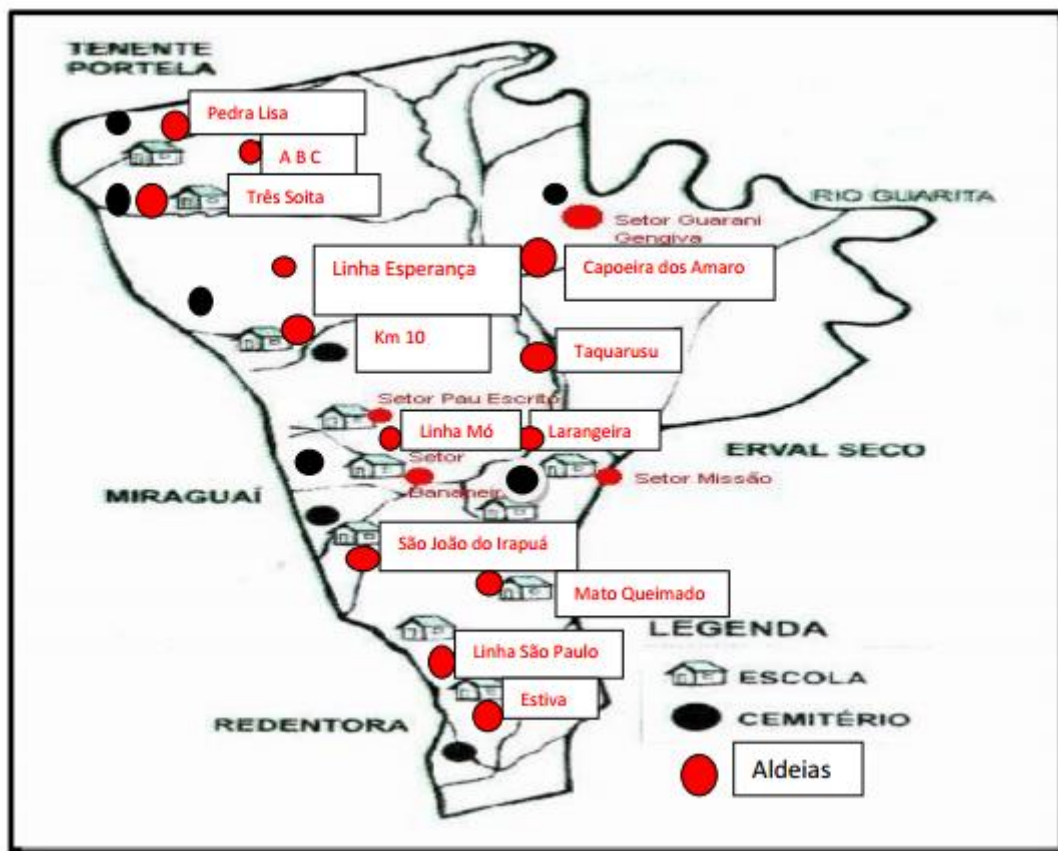 TENENTE
PORTELA
Pedra Lisa
A B C
Três Soita
RIO GUARITA
Setor Guarani
Gengiva
Linha Esperança
Capoeira dos Amaro
Km 10
Taquarusu
Setor Pau Escrito
Linha Mó
Larangeira
ERVAL SECO
Setor
Bananeir
Setor Missão
MIRAGUAÍ
São João do Irapuá
Mato Queimado
LEGENDA
Linha São Paulo
ESCOLA
Estiva
REDENTORA
CEMITÉRIO
Aldeias